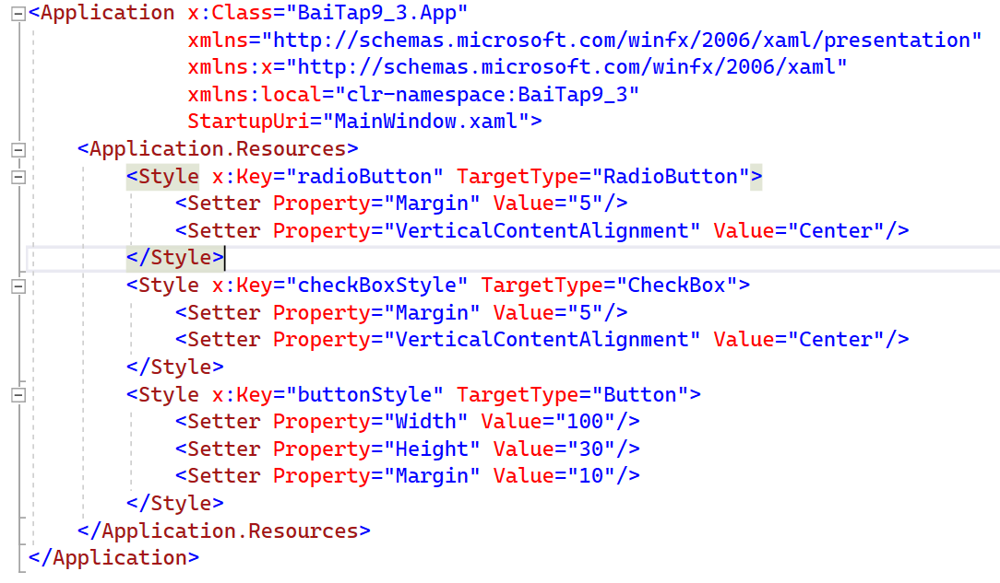 <Application x:Class="BaiTap9_3.App"
             xmlns="http://schemas.microsoft.com/winfx/2006/xaml/presentation"
             xmlns:x="http://schemas.microsoft.com/winfx/2006/xaml"
             xmlns:local="clr-namespace:BaiTap9_3"
             StartupUri="MainWindow.xaml">
    <Application.Resources>
        <Style x:Key="radioButton" TargetType="RadioButton">
            <Setter Property="Margin" Value="5"/>
            <Setter Property="VerticalContentAlignment" Value="Center"/>
        </Style>
        <Style x:Key="checkBoxStyle" TargetType="CheckBox">
            <Setter Property="Margin" Value="5"/>
            <Setter Property="VerticalContentAlignment" Value="Center"/>
        </Style>
        <Style x:Key="buttonStyle" TargetType="Button">
            <Setter Property="Width" Value="100"/>
            <Setter Property="Height" Value="30"/>
            <Setter Property="Margin" Value="10"/>
        </Style>
    </Application.Resources>
</Application>